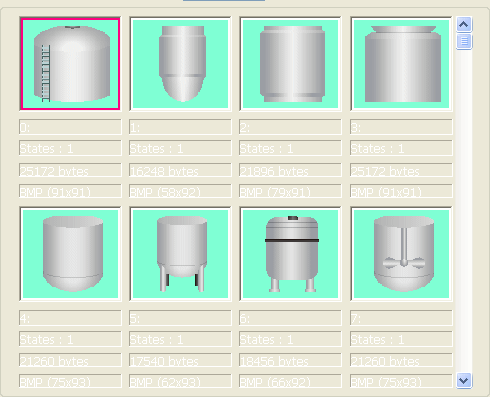 0: 1: 2: 3:
States : 1 States : 1 States : 1 States : 1
25172 bytes 16248 bytes 21896 bytes 25172 bytes
BMP (91x91) BMP (58x92) BMP (79x91) BMP (91x91)
4: 5: 6: 7:
States : 1 States : 1 States : 1 States : 1
21260 bytes 17540 bytes 18456 bytes 21260 bytes
BMP (75x93) BMP (62x93) BMP (66x92) BMP (75x93)